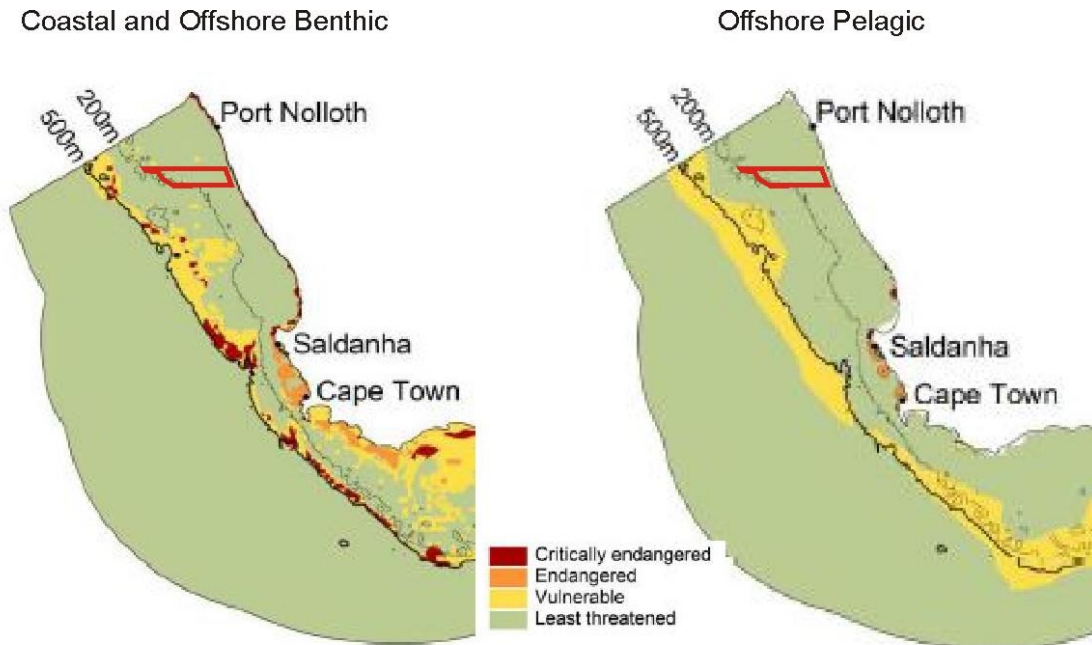 Coastal and Offshore Benthic
Offshore Pelagic
200m
500m
Port Nolloth
Saldanha
Cape Town
200m
500m
Port Nolloth
Saldanha
Cape Town
Critically endangered
Endangered
Vulnerable
Least threatened